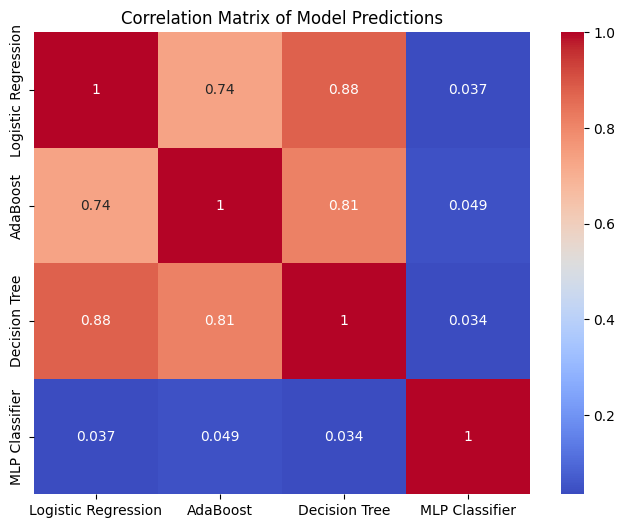 Correlation Matrix of Model Predictions
Logistic Regression
1
0.74
0.88
0.037
AdaBoost
0.74
1
0.81
0.049
Decision Tree
0.88
0.81
1
0.034
MLP Classifier
0.037
0.049
0.034
1
Logistic Regression
AdaBoost
Decision Tree
MLP Classifier
1.0
0.8
0.6
0.4
0.2